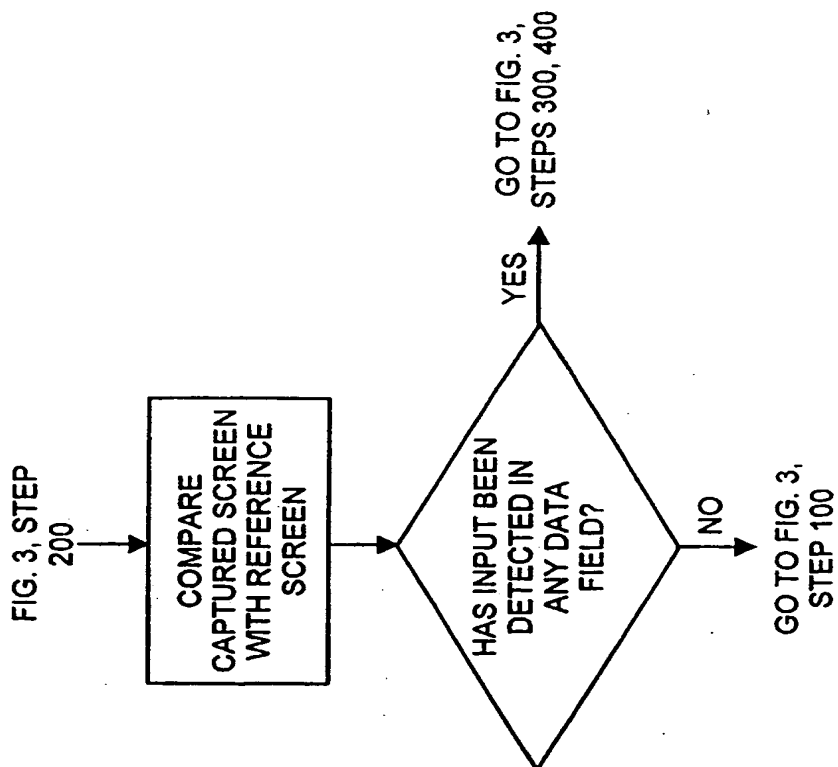 FIG. 3, STEP
200
COMPARE
CAPTURED SCREEN
WITH REFERENCE
SCREEN
HAS INPUT BEEN
DETECTED IN
ANY DATA
FIELD?
YES
GO TO FIG. 3,
STEPS 300, 400
NO
GO TO FIG. 3,
STEP 100